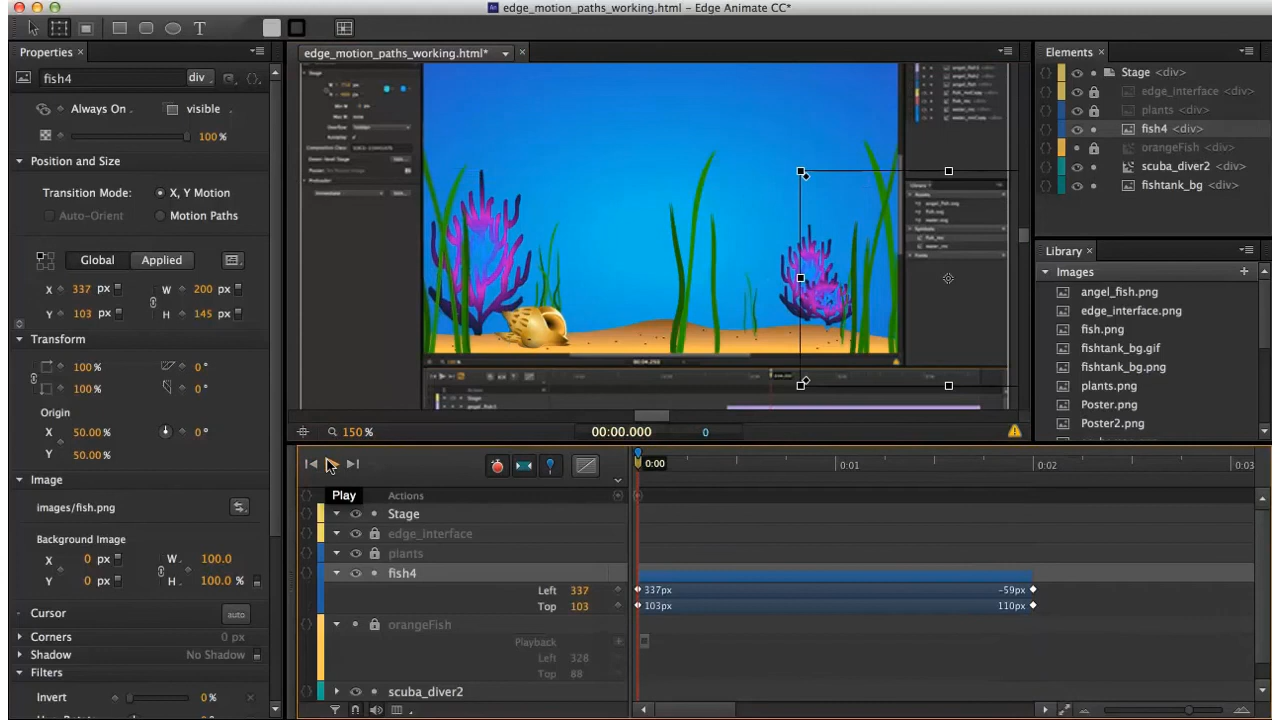 edge_motion_paths_working.html - Edge Animate CC*
T
Properties ×
fish4 div
Always On
visible
100 %
Position and Size
Transition Mode: X, Y Motion
Auto-Orient Motion Paths
Global Applied
X 337 px W 200 px
Y 103 px H 145 px
Transform
100 % 0 °
100 % 0 °
Origin
X 50.00 % 0 °
Y 50.00 %
Image
images/fish.png
Background Image
X 0 px W 100.0
Y 0 px H 100.0 %
Cursor auto
Corners 0 px
Shadow No Shadow
Filters
Invert 0 %
edge_motion_paths_working.html* ×
150 %
00:00.000
0
Elements ×
Stage <div>
edge_interface <div>
plants <div>
fish4 <div>
orangeFish <div>
scuba_diver2 <div>
fishtank_bg <div>
Library ×
Images +
angel_fish.png
edge_interface.png
fish.png
fishtank_bg.gif
fishtank_bg.png
plants.png
Poster.png
Poster2.png
0:00 0:01 0:02 0:03
Play
Actions
Stage
edge_interface
plants
fish4
Left 337 337px -59px
Top 103 103px 110px
orangeFish
Playback
Left 328
Top 88
scuba_diver2